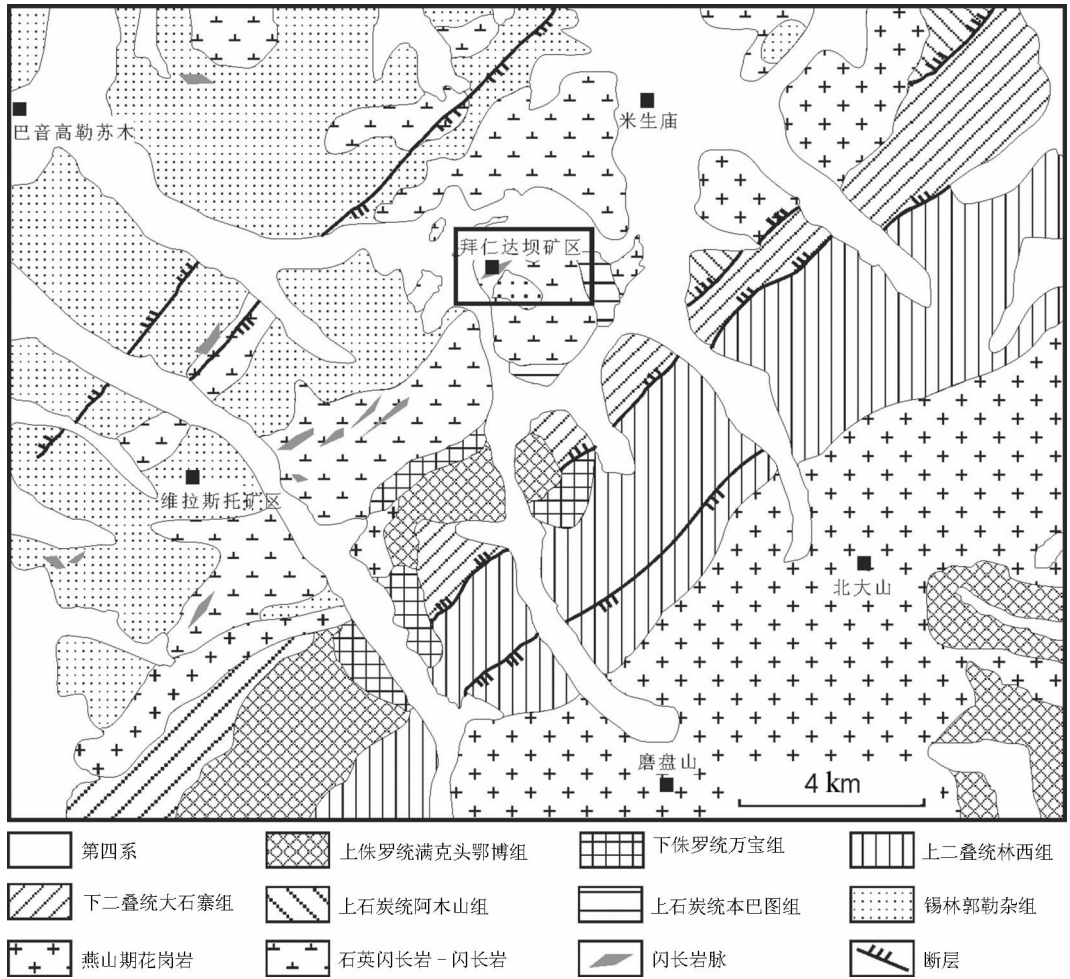 巴音高勒苏木
米生庙
拜仁达坝矿区
维拉斯托矿区
北大山
磨盘山
4 km
第四系
上侏罗统满克头鄂博组
下侏罗统万宝组
上二叠统林西组
下二叠统大石寨组
上石炭统阿木山组
上石炭统本巴图组
锡林郭勒杂组
燕山期花岗岩
石英闪长岩－闪长岩
闪长岩脉
断层